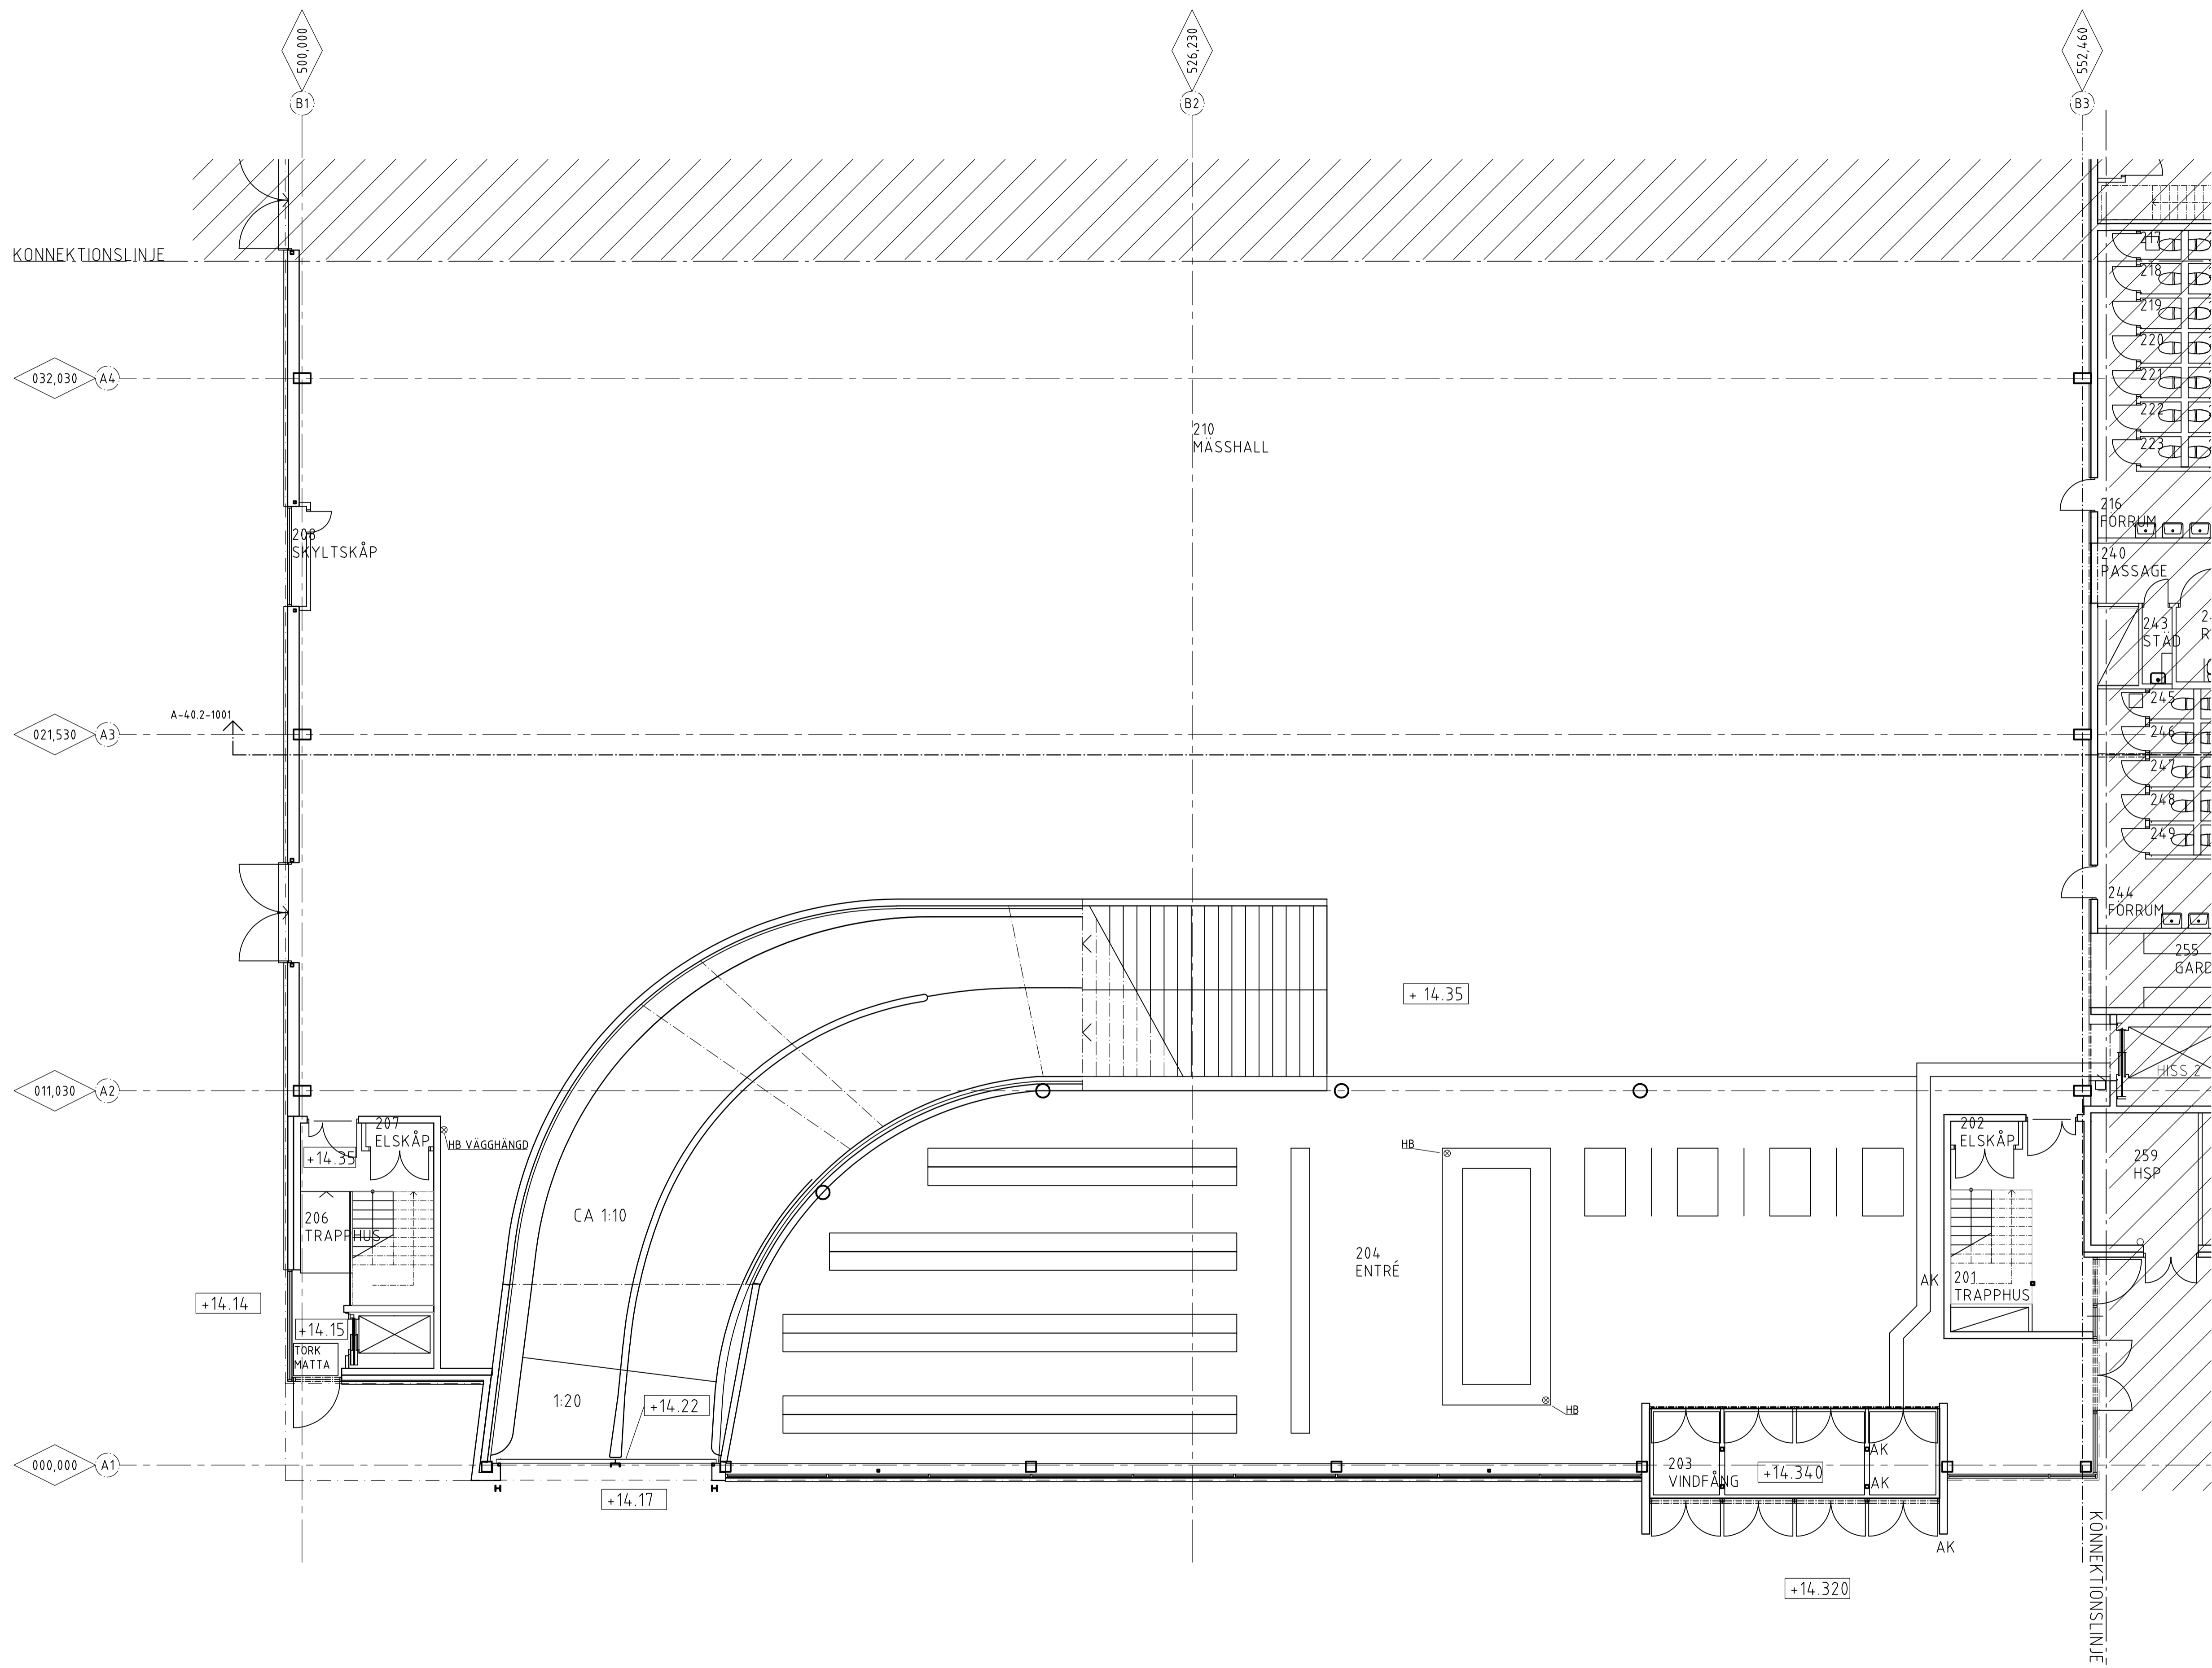 500,000
526,230
552,460
B1
B2
B3
KONNEKTIONSLINJE
217
218
219
220
221
222
223
032,030
A4
210
MÄSSHALL
208
SKYLTSKÅP
216
FÖRRUM
240
PASSAGE
243
STÄD
245
246
247
248
249
A-40.2-1001
021,530
A3
244
FÖRRUM
255
GARD
+ 14.35
HISS 2
011,030
A2
207
ELSKÅP
HB VÄGGHÄNGD
+14.35
206
TRAPPHUS
CA 1:10
HB
204
ENTRÉ
202
ELSKÅP
259
HSP
AK
201
TRAPPHUS
+14.14
+14.15
TORK
MATTA
1:20
+14.22
HB
000,000
A1
+14.17
203
VINDFÅNG
+14.340
AK
AK
AK
+14.320
KONNEKTIONSLINJE